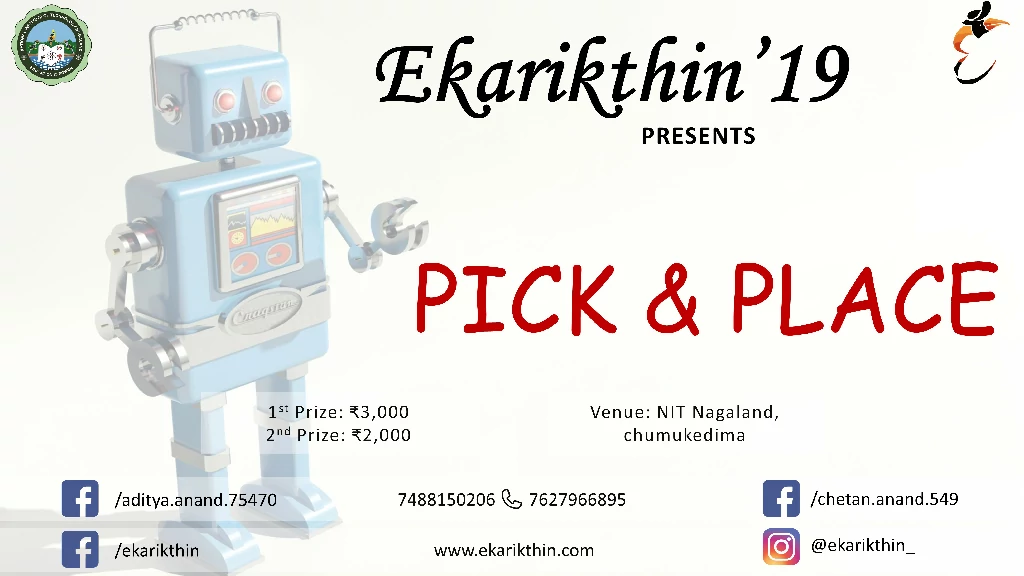 Ekarikthin’19
PRESENTS
PICK & PLACE
1st Prize: ₹3,000
2nd Prize: ₹2,000
Venue: NIT Nagaland,
chumukedima
/aditya.anand.75470
7488150206 7627966895
/chetan.anand.549
/ekarikthin
www.ekarikthin.com
@ekarikthin_